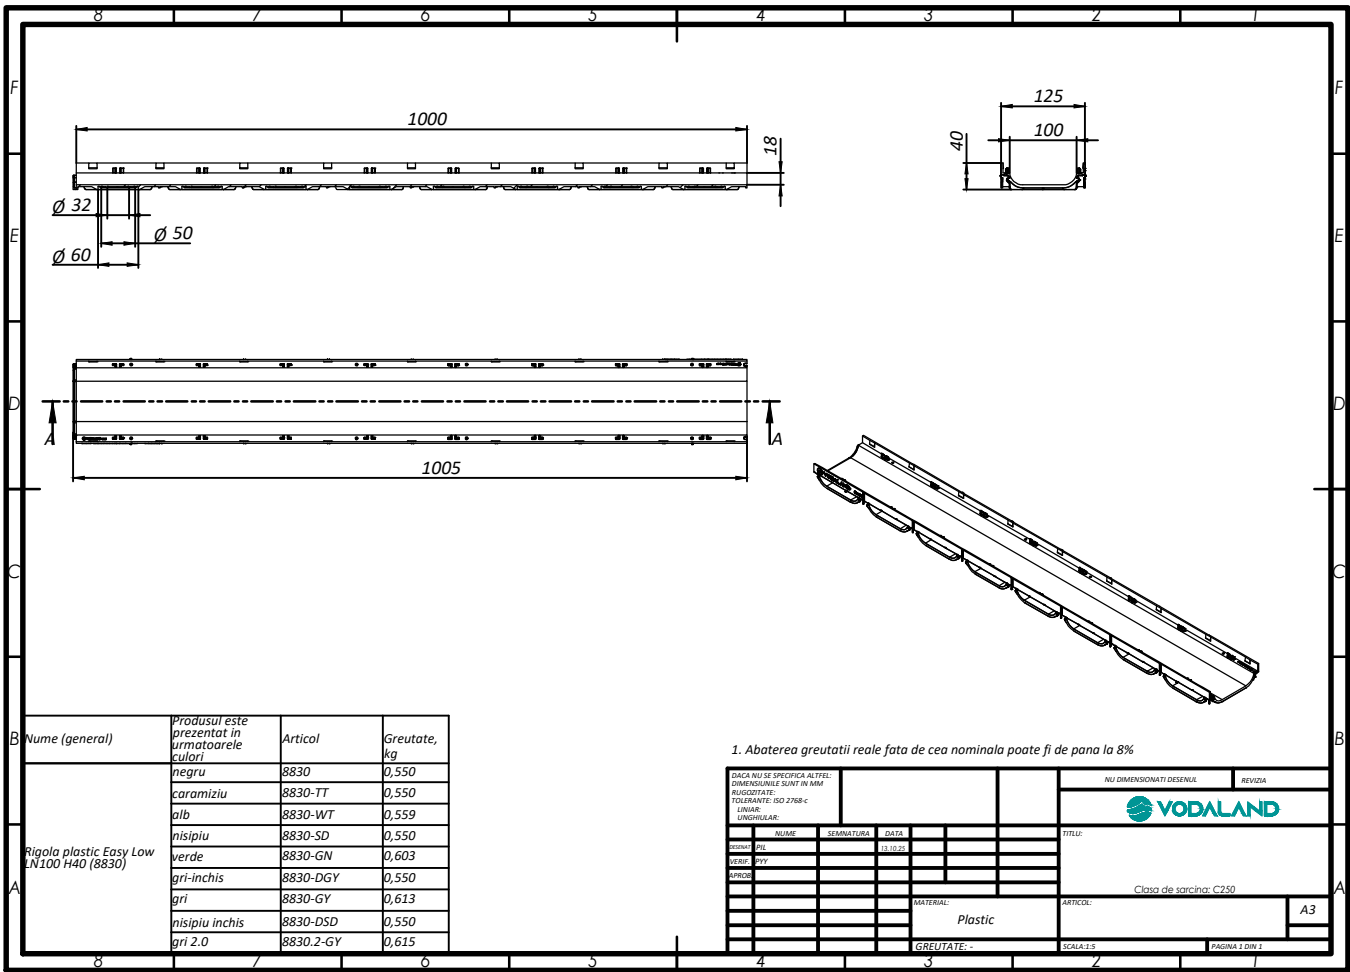 8 7 6 5 4 3 2 1
F F
E E
D D
C C
B B
A A
1000
18
Ø 32
Ø 50
Ø 60
125
100
40
A A
1005
Nume (general)
Produsul este
prezentat in
urmatoarele
culori
Articol
Greutate,
kg
Rigola plastic Easy Low
LN100 H40 (8830)
negru 8830 0,550
caramiziu 8830-TT 0,550
alb 8830-WT 0,559
nisipiu 8830-SD 0,550
verde 8830-GN 0,603
gri-inchis 8830-DGY 0,550
gri 8830-GY 0,613
nisipiu inchis 8830-DSD 0,550
gri 2.0 8830.2-GY 0,615
1. Abaterea greutatii reale fata de cea nominala poate fi de pana la 8%
DACA NU SE SPECIFICA ALTFEL:
DIMENSIUNILE SUNT IN MM
RUGOZITATE:
TOLERANTE: ISO 2768-c
LINIAR:
UNGHIULAR:
NU DIMENSIONATI DESENUL
REVIZIA
VODALAND
NUME SEMNATURA DATA
DESENAT PIL 13.10.25
VERIF. PYY
APROB.
TITLU:
Clasa de sarcina: C250
MATERIAL:
Plastic
ARTICOL:
A3
GREUTATE: -
SCALA:1:5
PAGINA 1 DIN 1
8 7 6 5 4 3 2 1